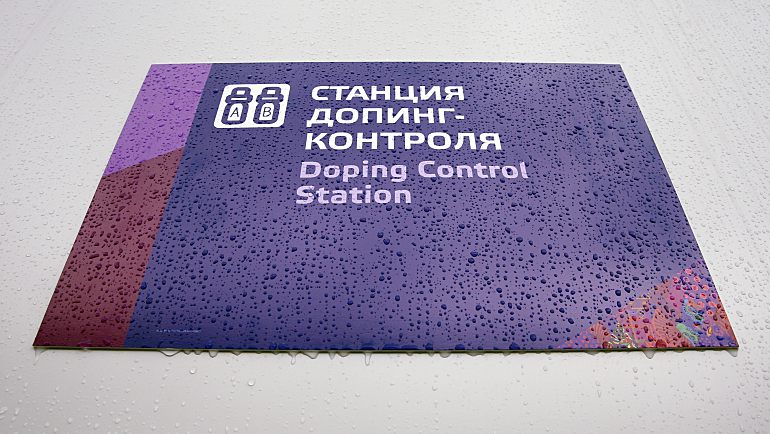 A B
СТАНЦИЯ
ДОПИНГ-
КОНТРОЛЯ
Doping Control
Station